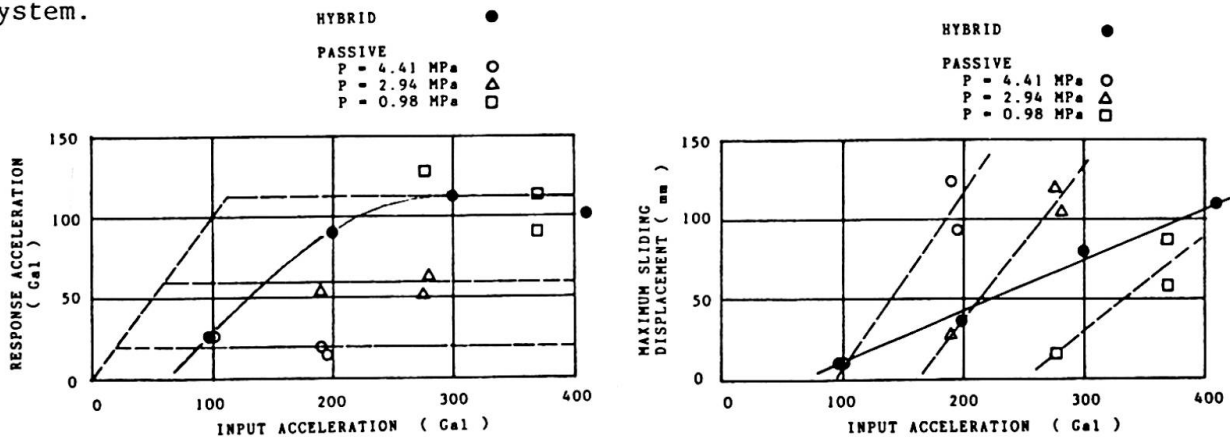 ystem.
HYBRID ●
PASSIVE
P = 4.41 MPa ○
P = 2.94 MPa △
P = 0.98 MPa □
RESPONSE ACCELERATION
( Gal )
150
100
50
0
0 100 200 300 400
INPUT ACCELERATION ( Gal )
HYBRID ●
PASSIVE
P = 4.41 MPa ○
P = 2.94 MPa △
P = 0.98 MPa □
MAXIMUM SLIDING
DISPLACEMENT ( mm )
150
100
50
0
0 100 200 300 400
INPUT ACCELERATION ( Gal )